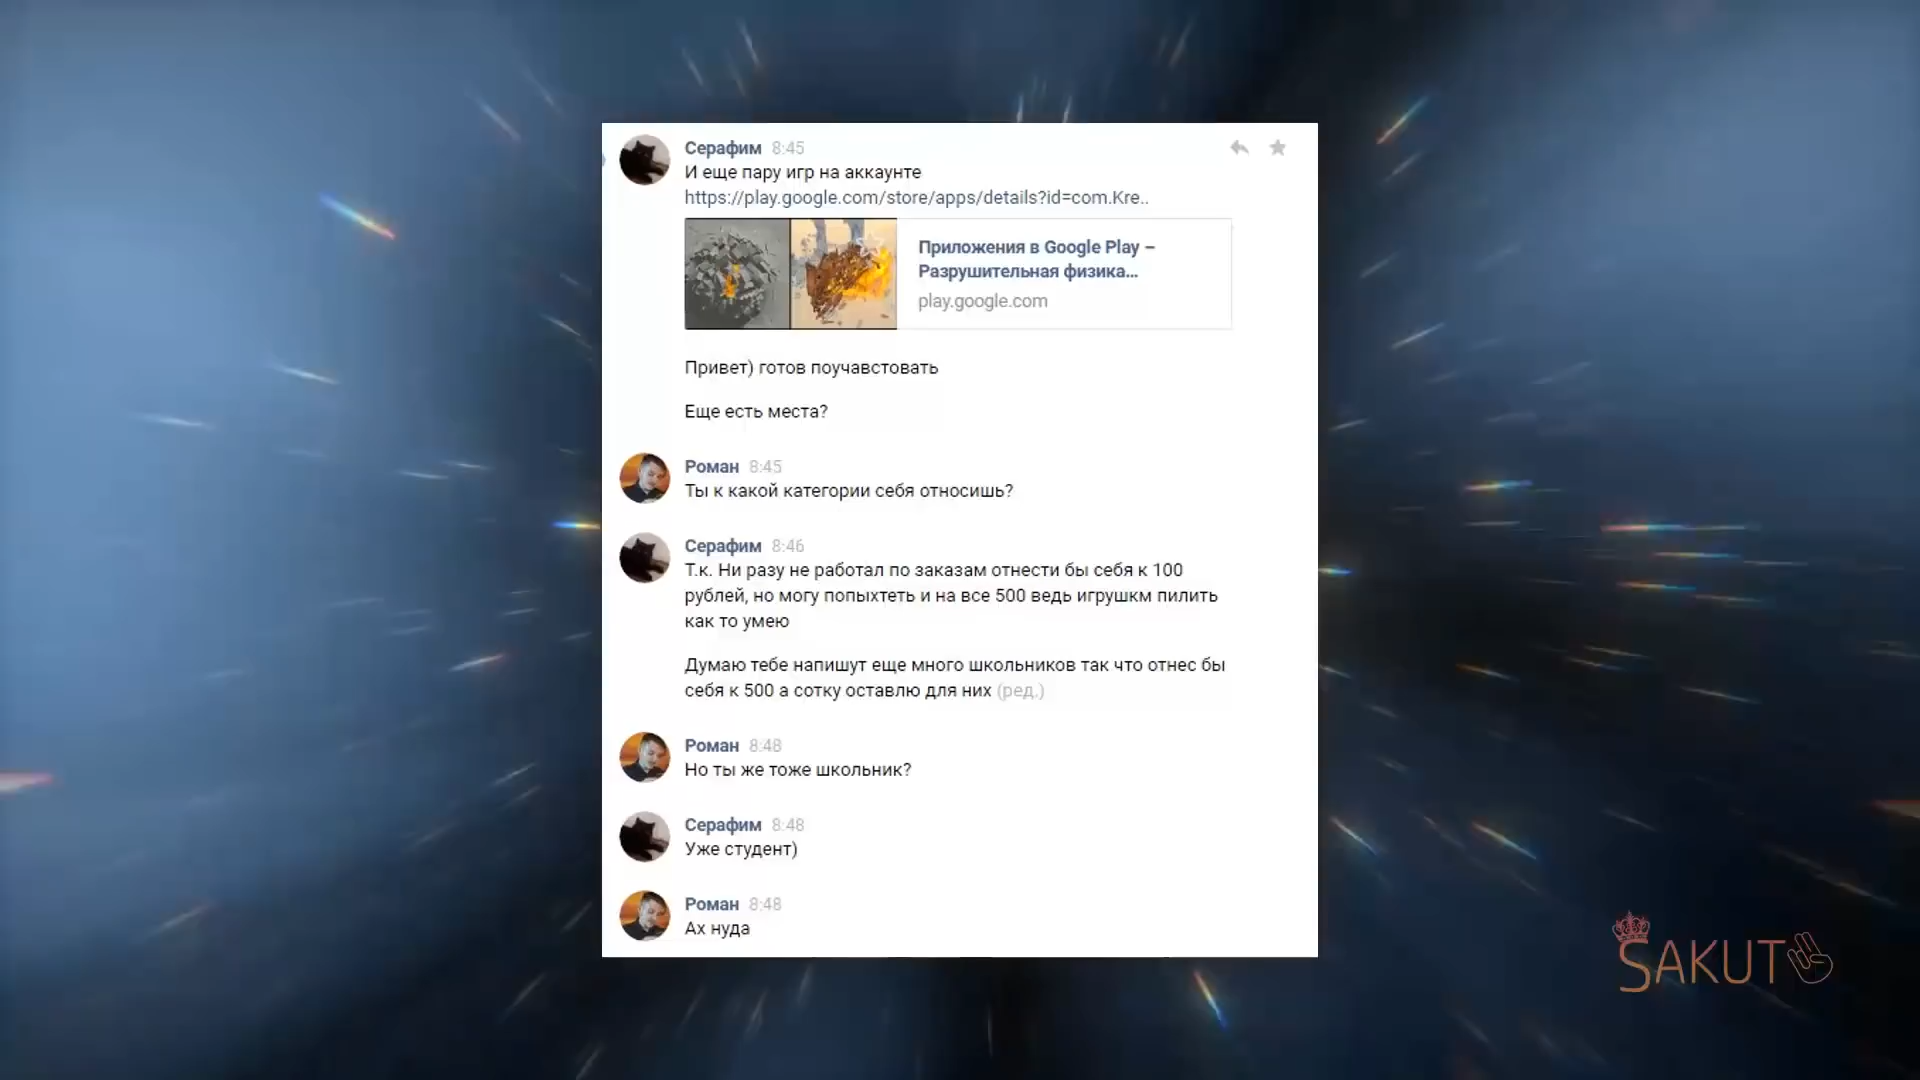 Серафим 8:45
И еще пару игр на аккаунте
https://play.google.com/store/apps/details?id=com.Kre..
Приложения в Google Play –
Разрушительная физика...
play.google.com
Привет) готов поучавстовать
Еще есть места?
Роман 8:45
Ты к какой категории себя относишь?
Серафим 8:46
Т.к. Ни разу не работал по заказам отнести бы себя к 100
рублей, но могу попыхтеть и на все 500 ведь игрушкм пилить
как то умею
Думаю тебе напишут еще много школьников так что отнес бы
себя к 500 а сотку оставлю для них (ред.)
Роман 8:48
Но ты же тоже школьник?
Серафим 8:48
Уже студент)
Роман 8:48
Ах нуда
SAKUT